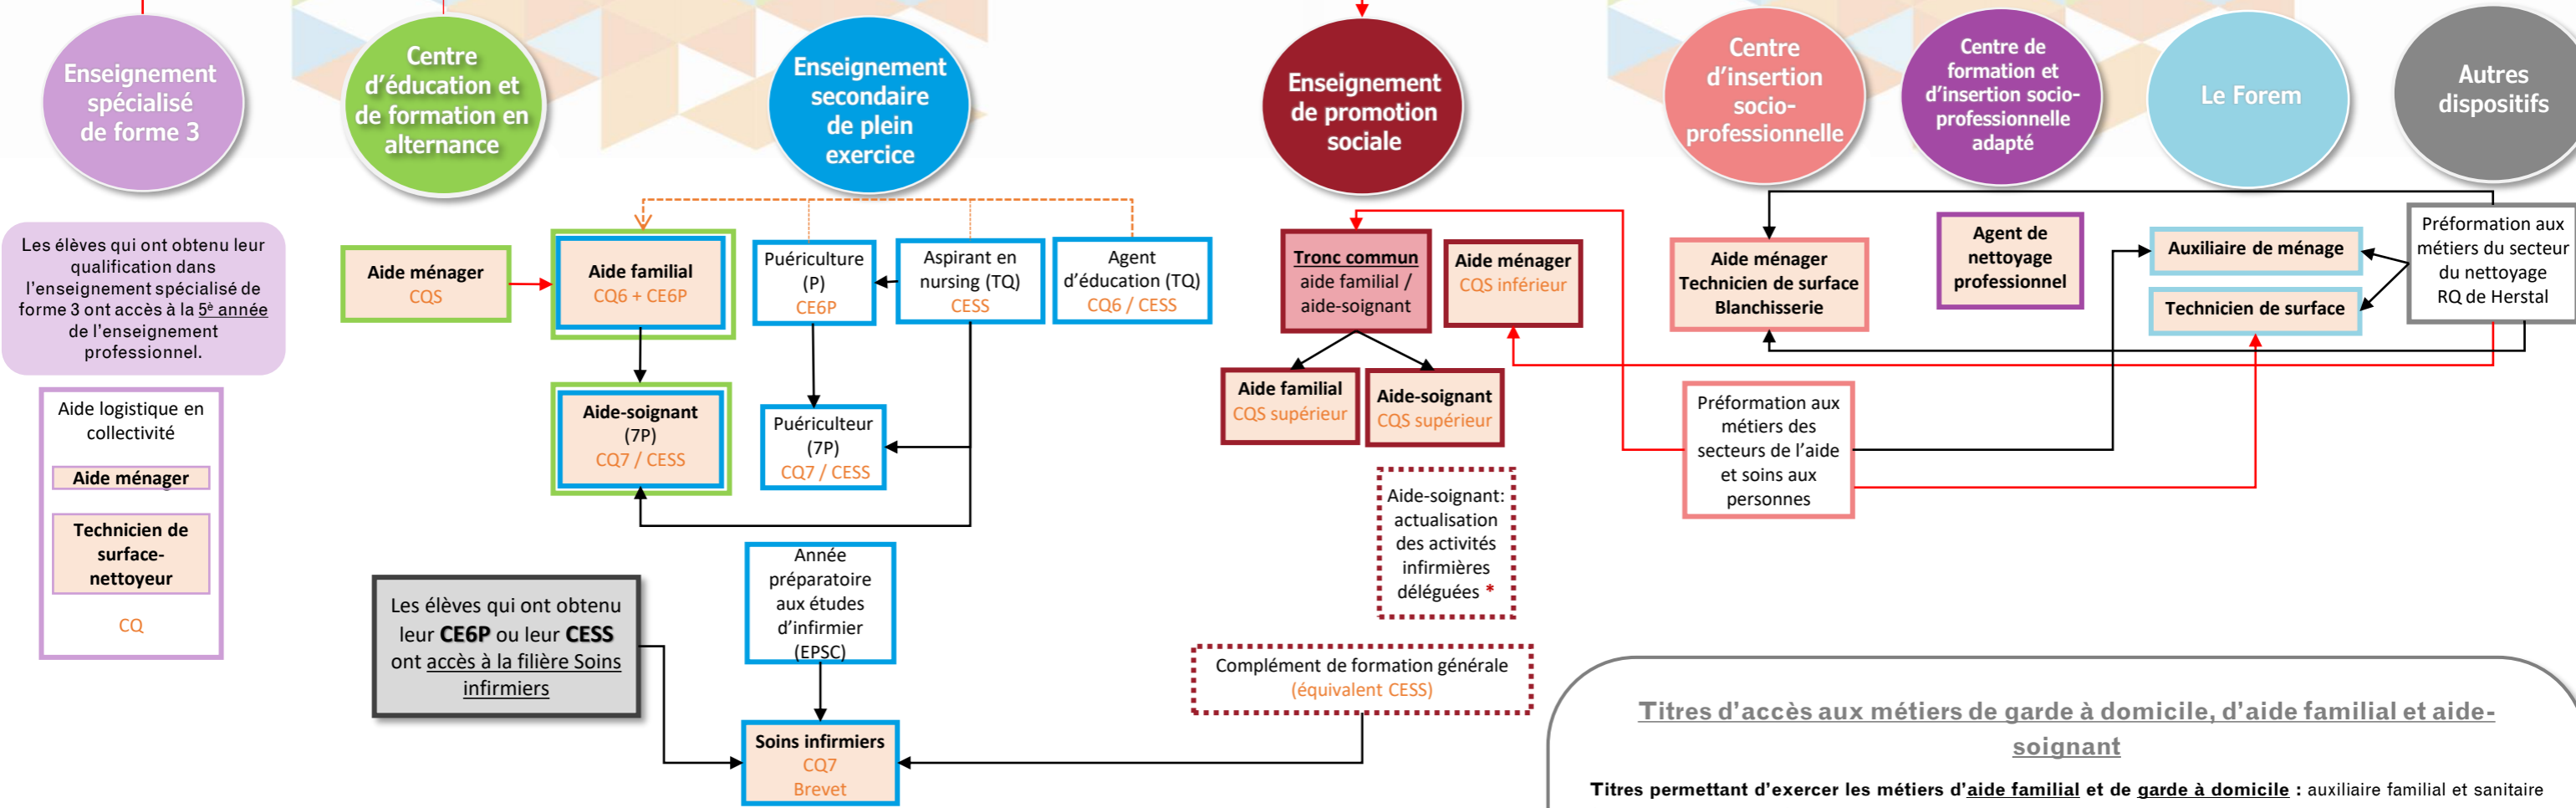 Enseignement
spécialisé
de forme 3
Centre
d'éducation et
de formation en
alternance
Enseignement
secondaire
de plein
exercice
Enseignement
de promotion
sociale
Centre
d'insertion
socio-
professionnelle
Centre de
formation et
d'insertion socio-
professionnelle
adapté
Le Forem
Autres
dispositifs
Les élèves qui ont obtenu leur
qualification dans
l'enseignement spécialisé de
forme 3 ont accès à la 5è année
de l'enseignement
professionnel.
Aide logistique en
collectivité
Aide ménager
Technicien de
surface-
nettoyeur
CQ
Aide ménager
CQS
Aide familial
CQ6 + CE6P
Puériculture
(P)
CE6P
Aspirant en
nursing (TQ)
CESS
Agent
d'éducation (TQ)
CQ6 / CESS
Aide-soignant
(7P)
CQ7 / CESS
Puériculteur
(7P)
CQ7 / CESS
Année
préparatoire
aux études
d'infirmier
(EPSC)
Les élèves qui ont obtenu
leur CE6P ou leur CESS
ont accès à la filière Soins
infirmiers
Soins infirmiers
CQ7
Brevet
Tronc commun
aide familial /
aide-soignant
Aide ménager
CQS inférieur
Aide familial
CQS supérieur
Aide-soignant
CQS supérieur
Aide-soignant:
actualisation
des activités
infirmières
déléguées *
Complément de formation générale
(équivalent CESS)
Aide ménager
Technicien de surface
Blanchisserie
Agent de
nettoyage
professionnel
Auxiliaire de ménage
Technicien de surface
Préformation aux
métiers du secteur
du nettoyage
RQ de Herstal
Préformation aux
métiers des
secteurs de l'aide
et soins aux
personnes
Titres d'accès aux métiers de garde à domicile, d'aide familial et aide-
soignant
Titres permettant d'exercer les métiers d'aide familial et de garde à domicile : auxiliaire familial et sanitaire